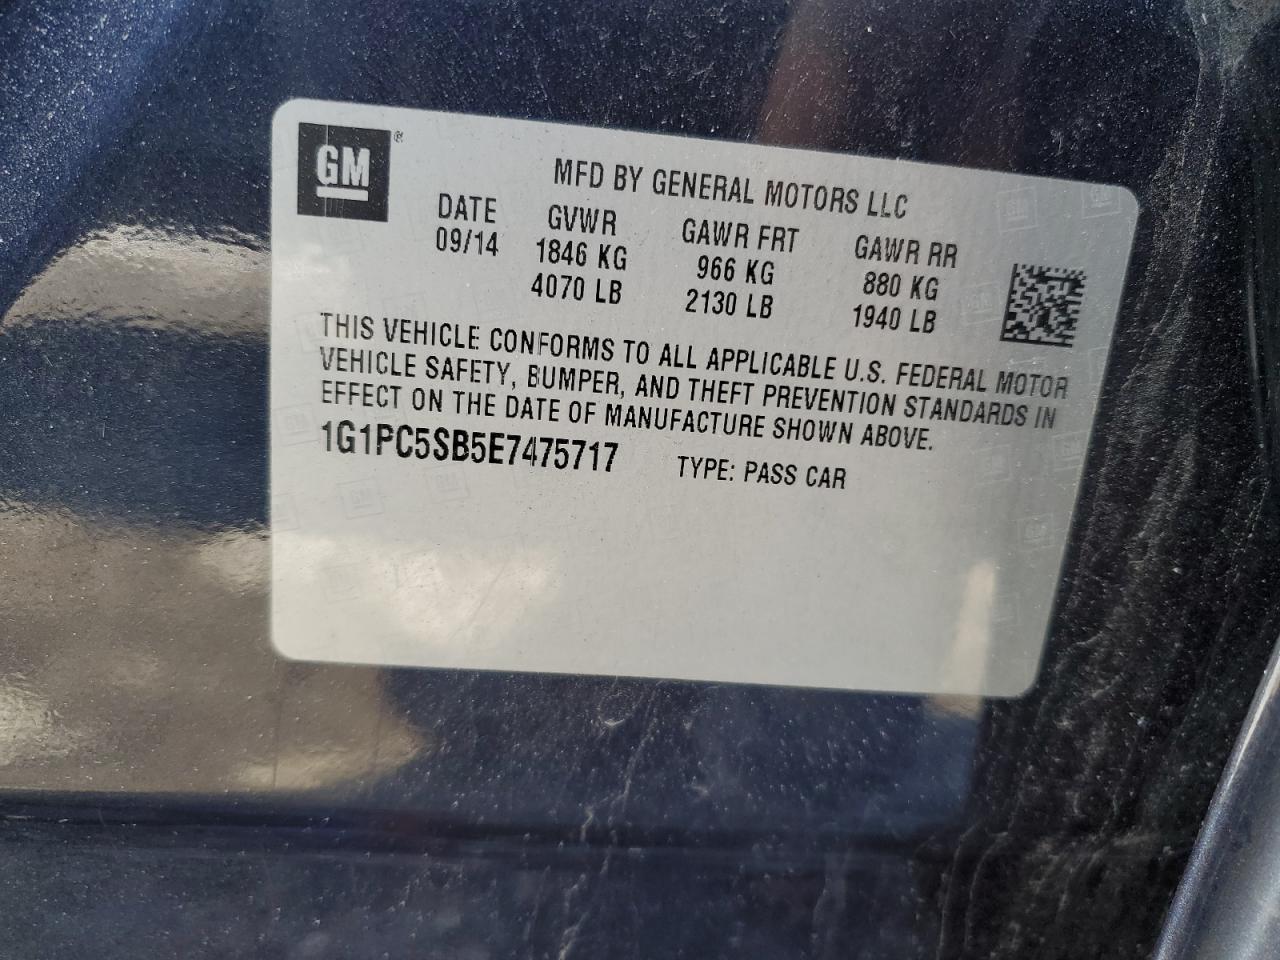 GM ®
MFD BY GENERAL MOTORS LLC
DATE GVWR GAWR FRT GAWR RR
09/14 1846 KG 966 KG 880 KG
4070 LB 2130 LB 1940 LB
THIS VEHICLE CONFORMS TO ALL APPLICABLE U.S. FEDERAL MOTOR
VEHICLE SAFETY, BUMPER, AND THEFT PREVENTION STANDARDS IN
EFFECT ON THE DATE OF MANUFACTURE SHOWN ABOVE.
1G1PC5SB5E7475717 TYPE: PASS CAR